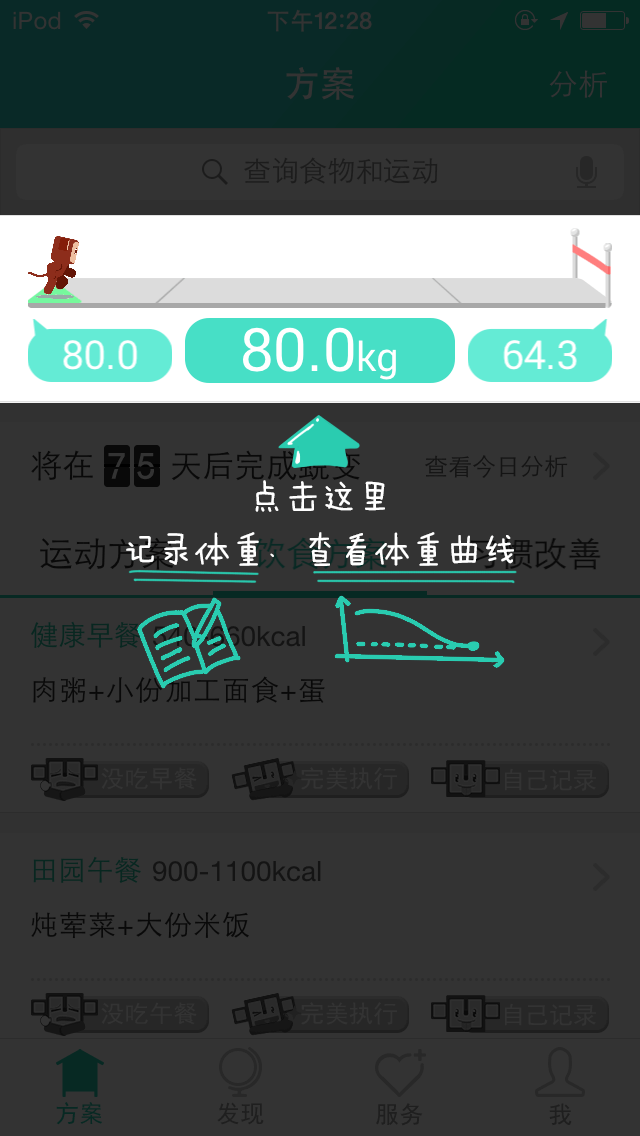 iPod 下午12:28
方案 分析
查询食物和运动
80.0 80.0kg 64.3
将在 75 天后完成蜕变 查看今日分析
点击这里
运动方案 饮食方案 习惯改善
记录体重、查看体重曲线
健康早餐 540-660kcal
肉粥+小份加工面食+蛋
没吃早餐 完美执行 自己记录
田园午餐 900-1100kcal
炖荤菜+大份米饭
没吃午餐 完美执行 自己记录
方案 发现 服务 我